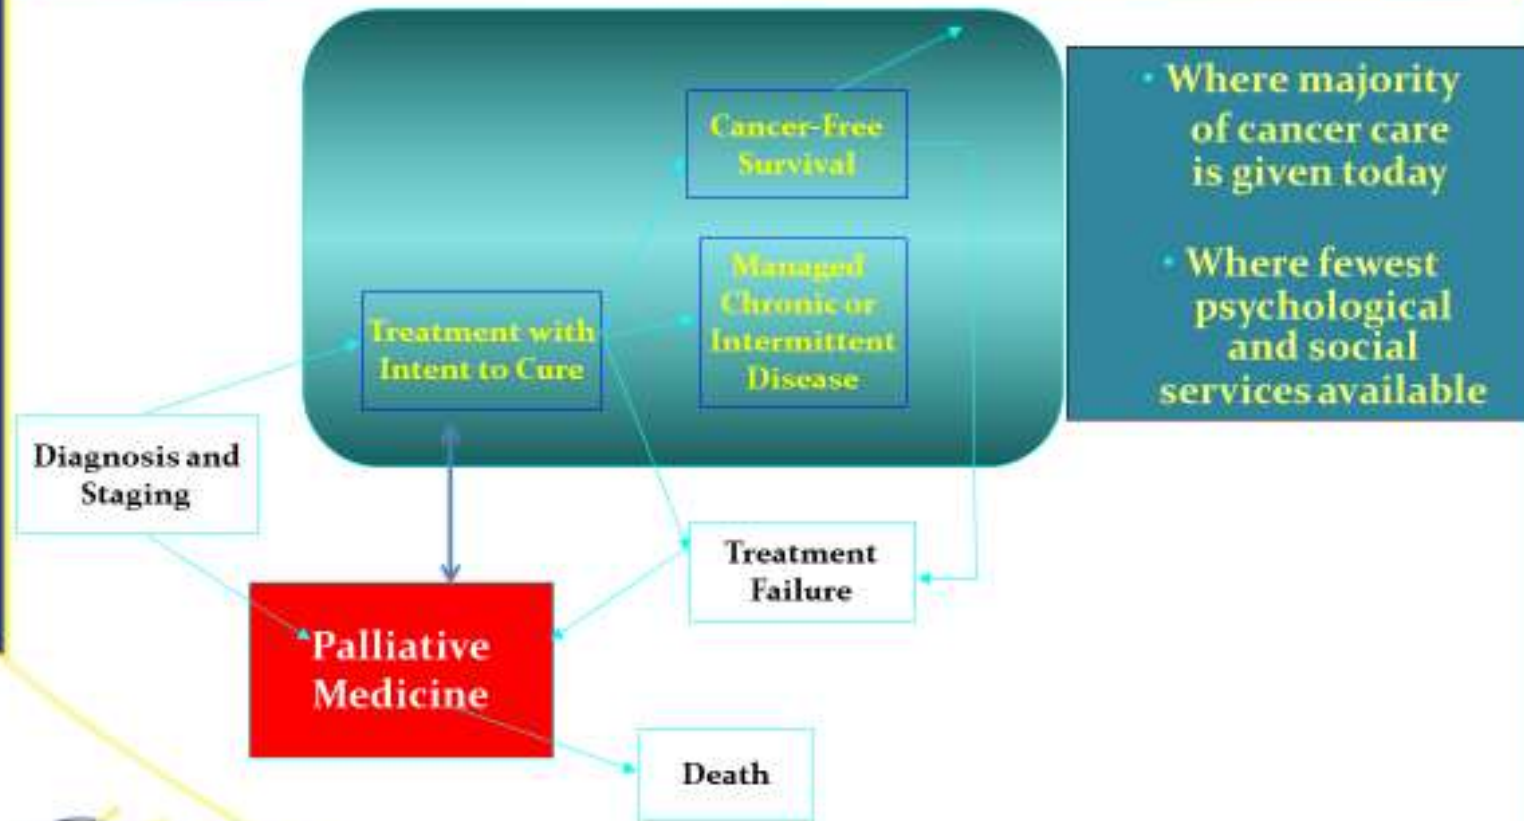 Cancer-Free
Survival
Managed
Chronic or
Intermittent
Disease
Treatment with
Intent to Cure
Diagnosis and
Staging
Treatment
Failure
Palliative
Medicine
Death
• Where majority
of cancer care
is given today
• Where fewest
psychological
and social
services available